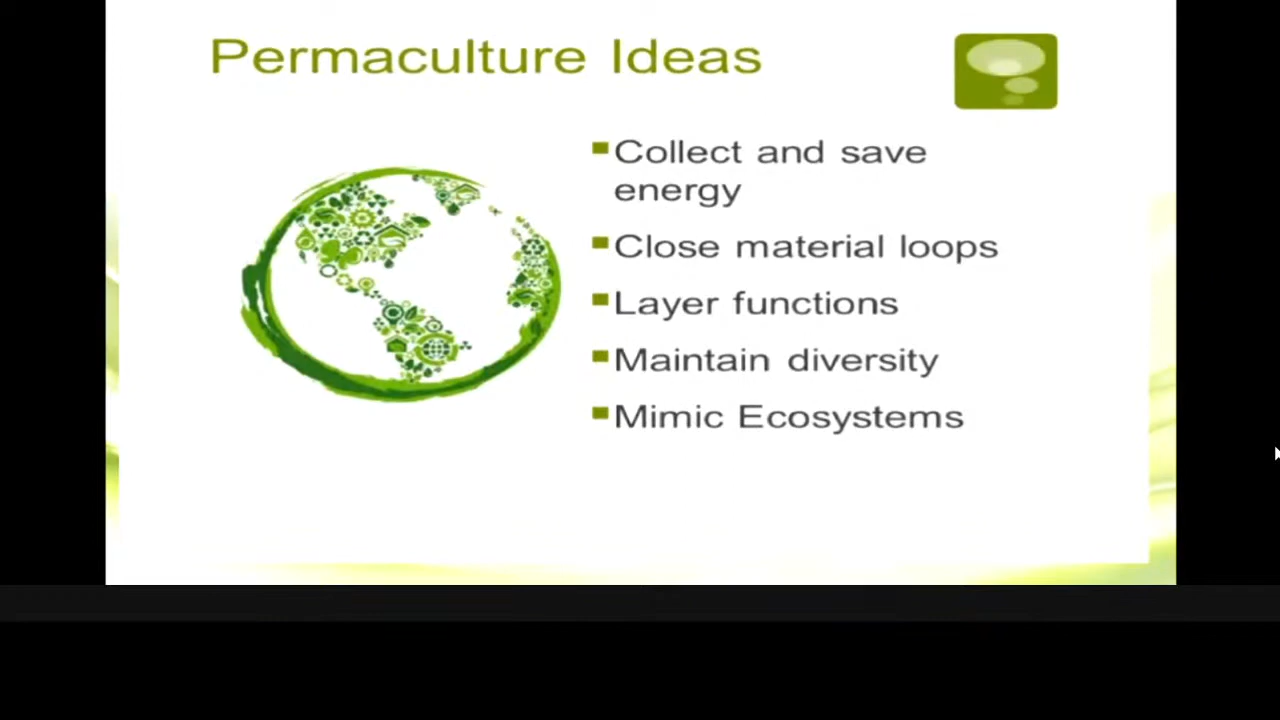 Permaculture Ideas
Collect and save
energy
Close material loops
Layer functions
Maintain diversity
Mimic Ecosystems